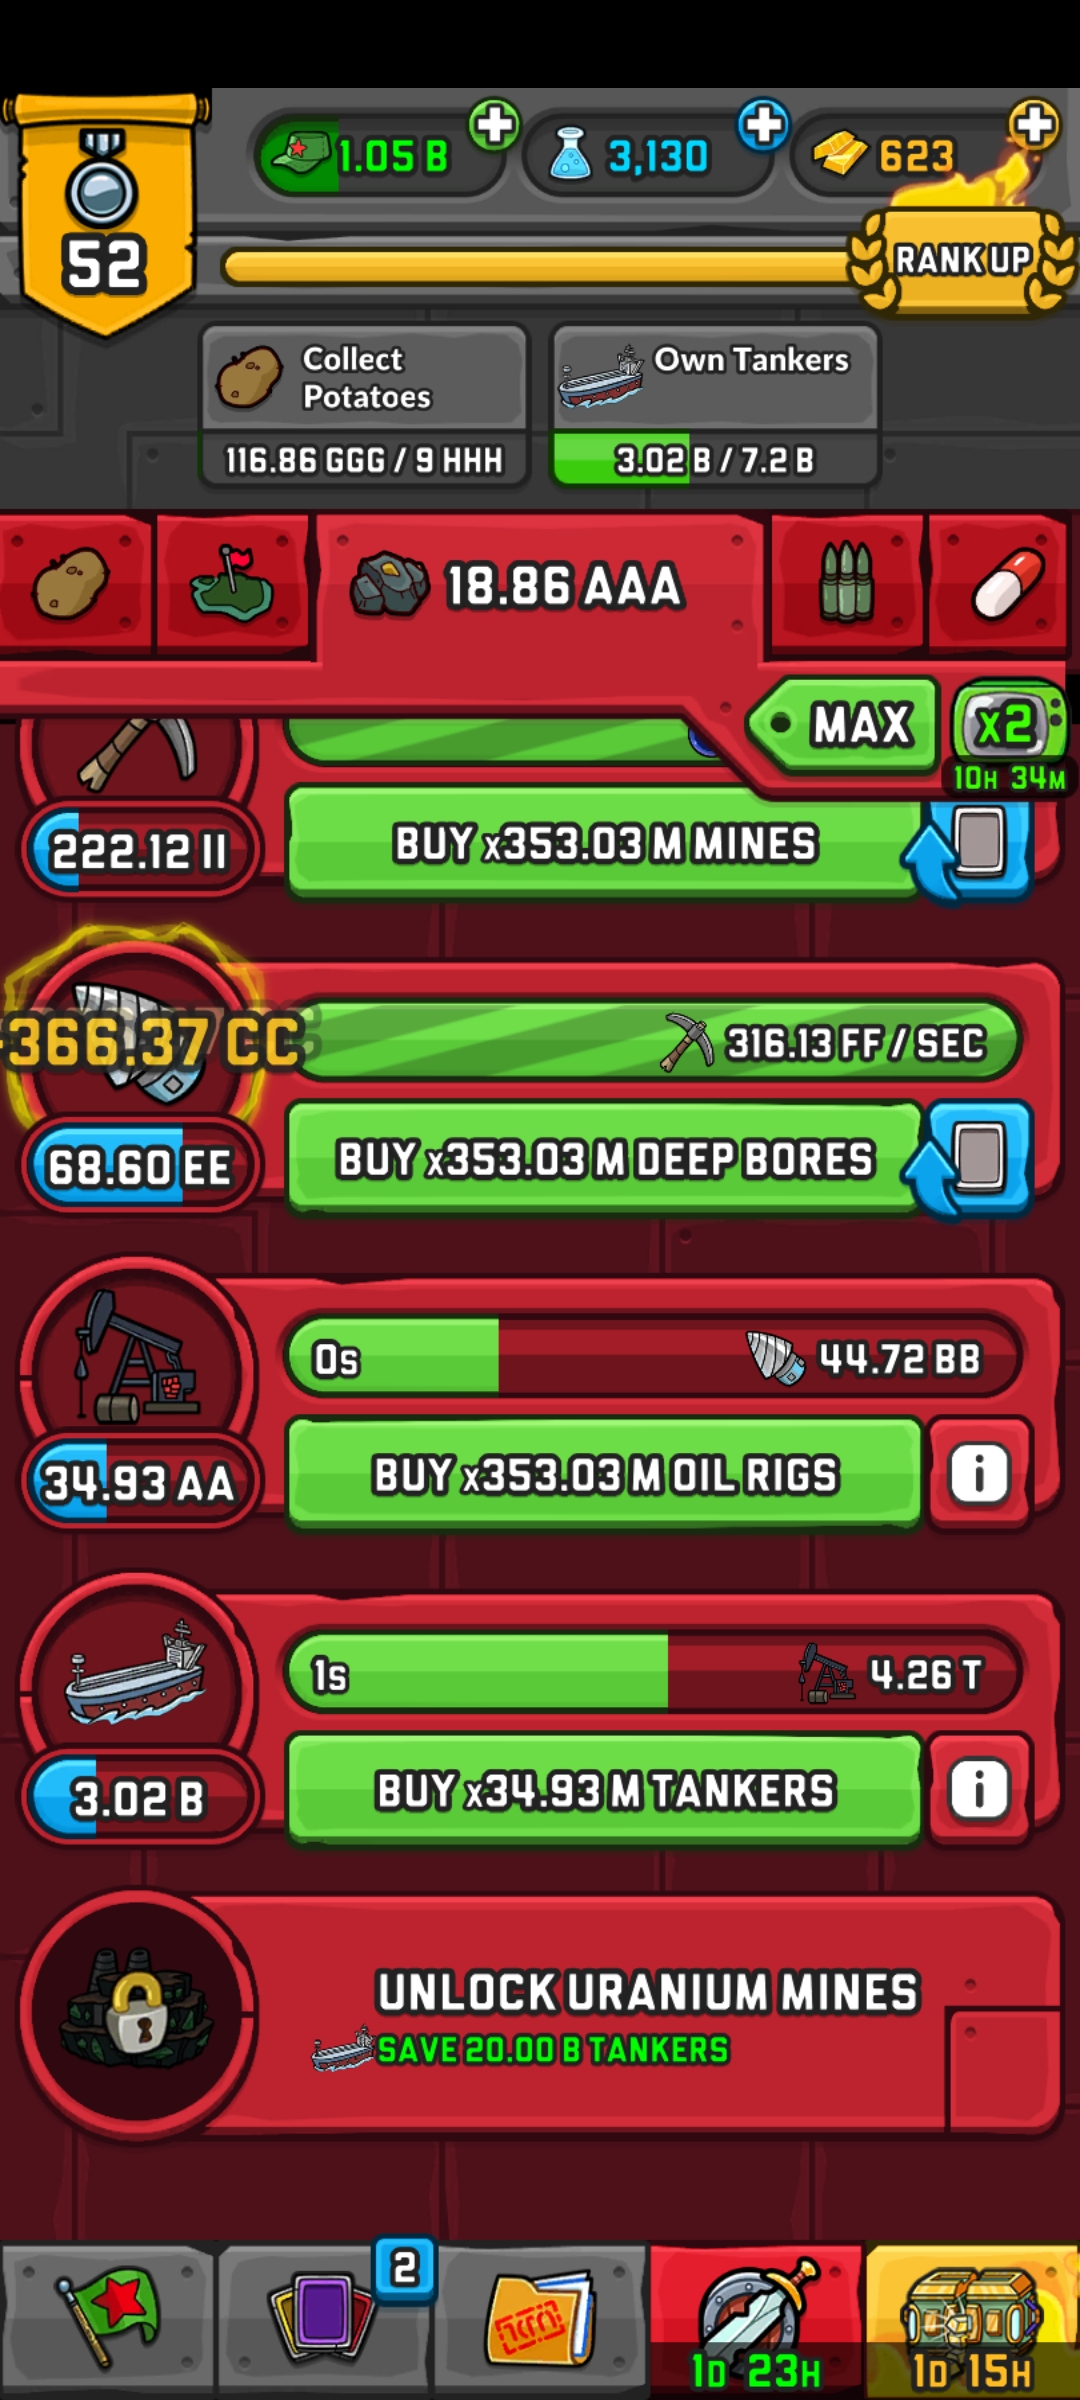 52
1.05 B
3,130
623
RANK UP
Collect
Potatoes
116.86 GGG / 9 HHH
Own Tankers
3.02 B / 7.2 B
18.86 AAA
MAX
x2
10H 34M
222.12 II
BUY x353.03 M MINES
366.37 CC
316.13 FF / SEC
68.60 EE
BUY x353.03 M DEEP BORES
0s
44.72 BB
34.93 AA
BUY x353.03 M OIL RIGS
i
1s
4.26 T
3.02 B
BUY x34.93 M TANKERS
i
UNLOCK URANIUM MINES
SAVE 20.00 B TANKERS
2
1D 23H
1D 15H